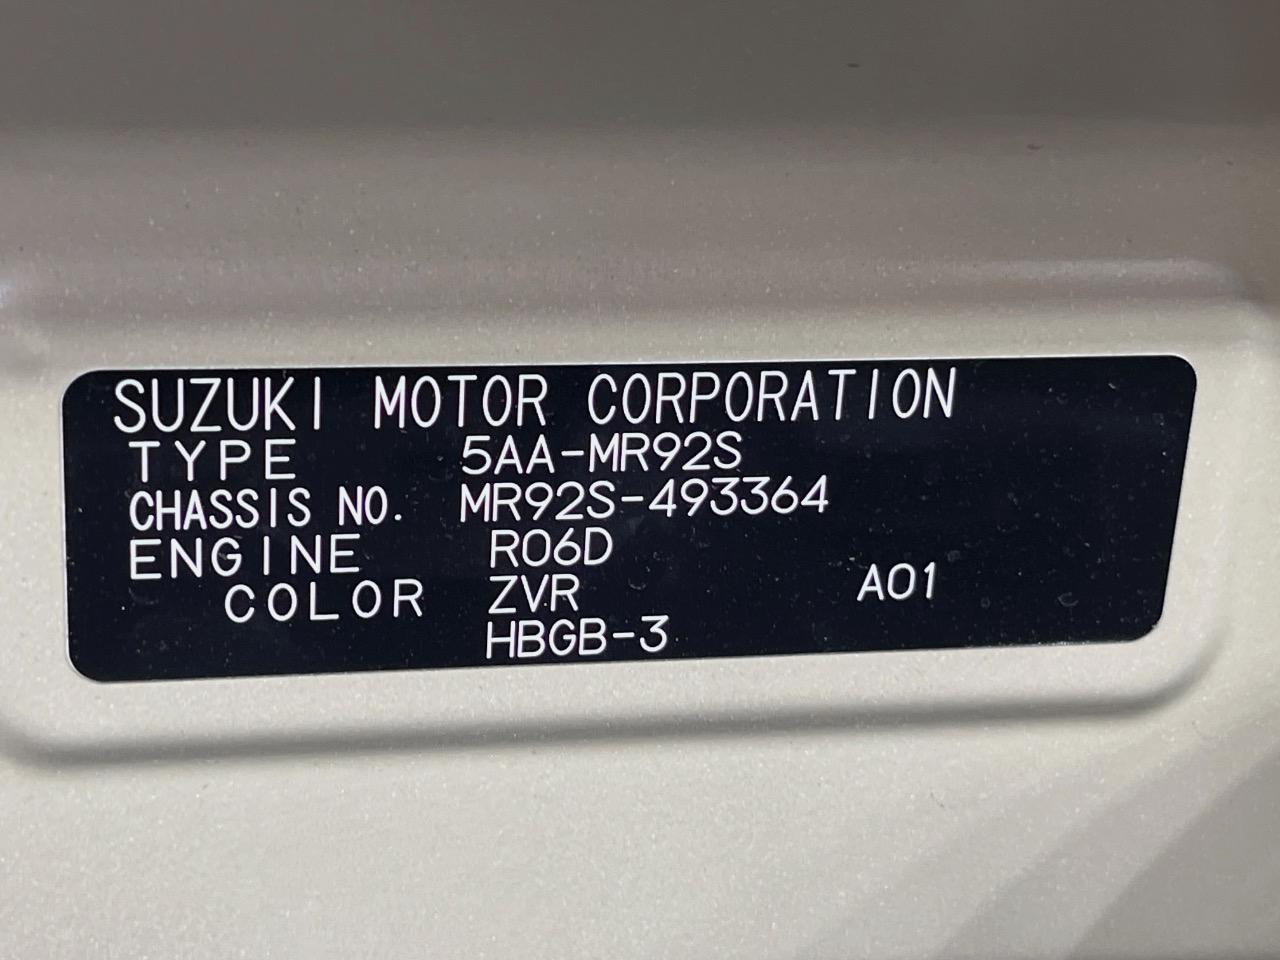 SUZUKI MOTOR CORPORATION
TYPE 5AA-MR92S
CHASSIS NO. MR92S-493364
ENGINE R06D
COLOR ZVR A01
HBGB-3